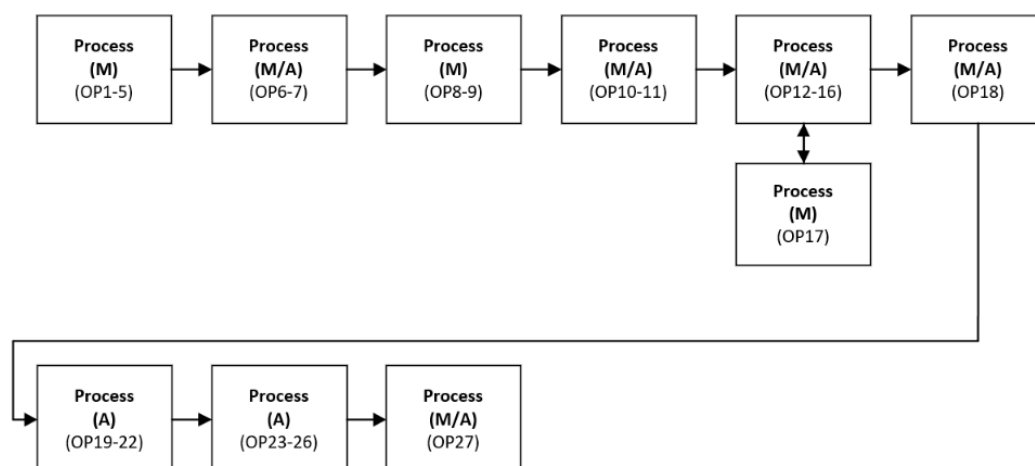 Process
(M)
(OP1-5)
Process
(M/A)
(OP6-7)
Process
(M)
(OP8-9)
Process
(M/A)
(OP10-11)
Process
(M/A)
(OP12-16)
Process
(M/A)
(OP18)
Process
(M)
(OP17)
Process
(A)
(OP19-22)
Process
(A)
(OP23-26)
Process
(M/A)
(OP27)